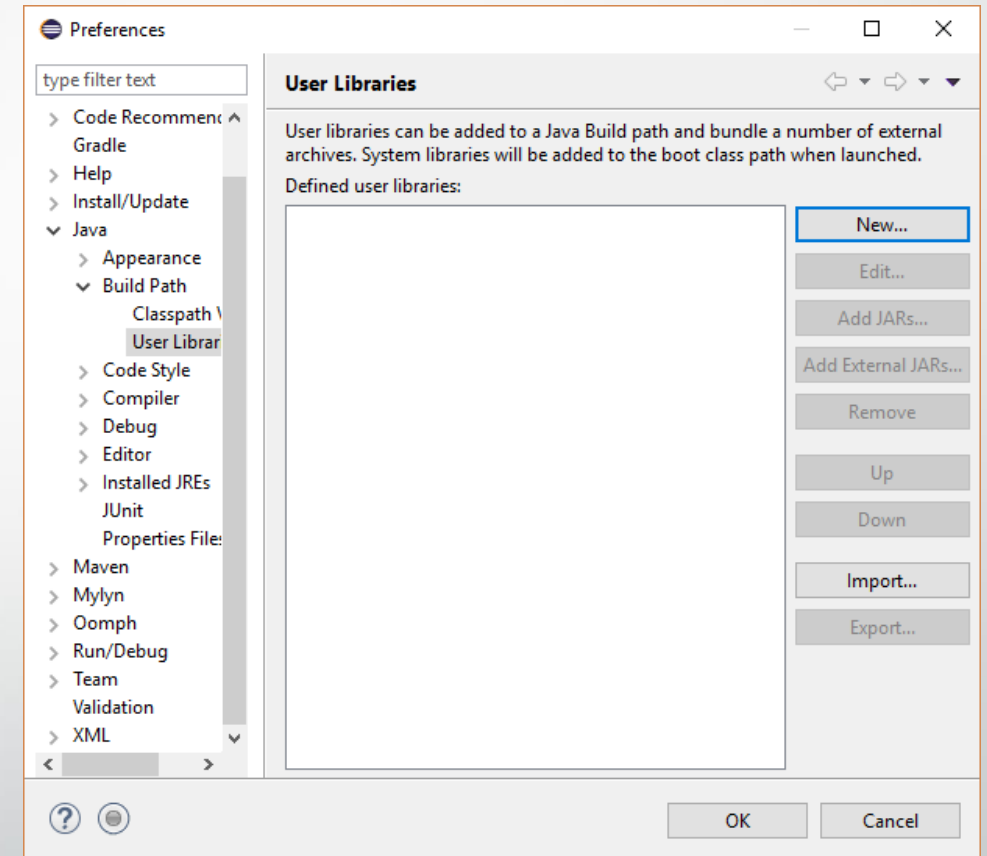 Preferences
type filter text
Code Recommend
Gradle
Help
Install/Update
Java
Appearance
Build Path
Classpath
User Librar
Code Style
Compiler
Debug
Editor
Installed JREs
JUnit
Properties File
Maven
Mylyn
Oomph
Run/Debug
Team
Validation
XML
User Libraries
User libraries can be added to a Java Build path and bundle a number of external
archives. System libraries will be added to the boot class path when launched.
Defined user libraries:
New...
Edit...
Add JARs...
Add External JARs...
Remove
Up
Down
Import...
Export...
?
OK
Cancel